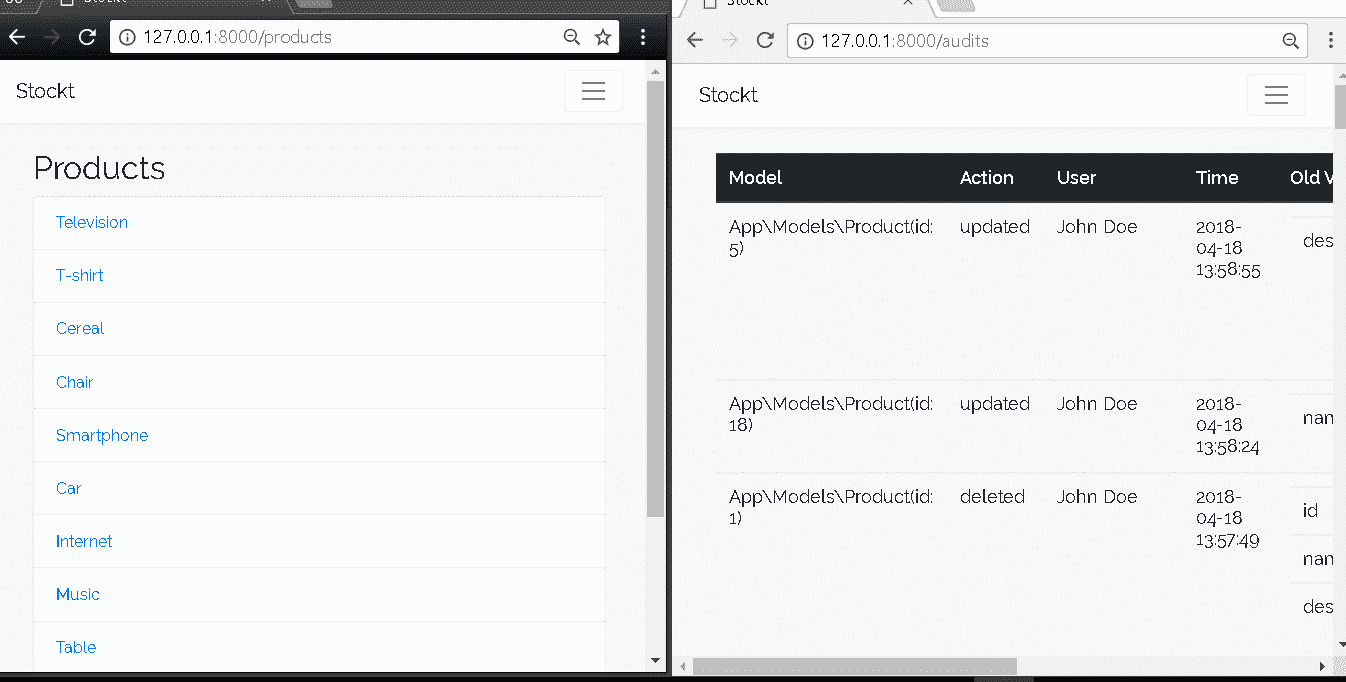 Stockt
127.0.0.1:8000/products
Stockt
Products
Television
T-shirt
Cereal
Chair
Smartphone
Car
Internet
Music
Table
Stockt
127.0.0.1:8000/audits
Stockt
Model Action User Time Old V
App\Models\Product(id: updated John Doe 2018-
5) 04-18 des
13:58:55
App\Models\Product(id: updated John Doe 2018-
18) 04-18 nan
13:58:24
App\Models\Product(id: deleted John Doe 2018-
1) 04-18 id
13:57:49
nan
des